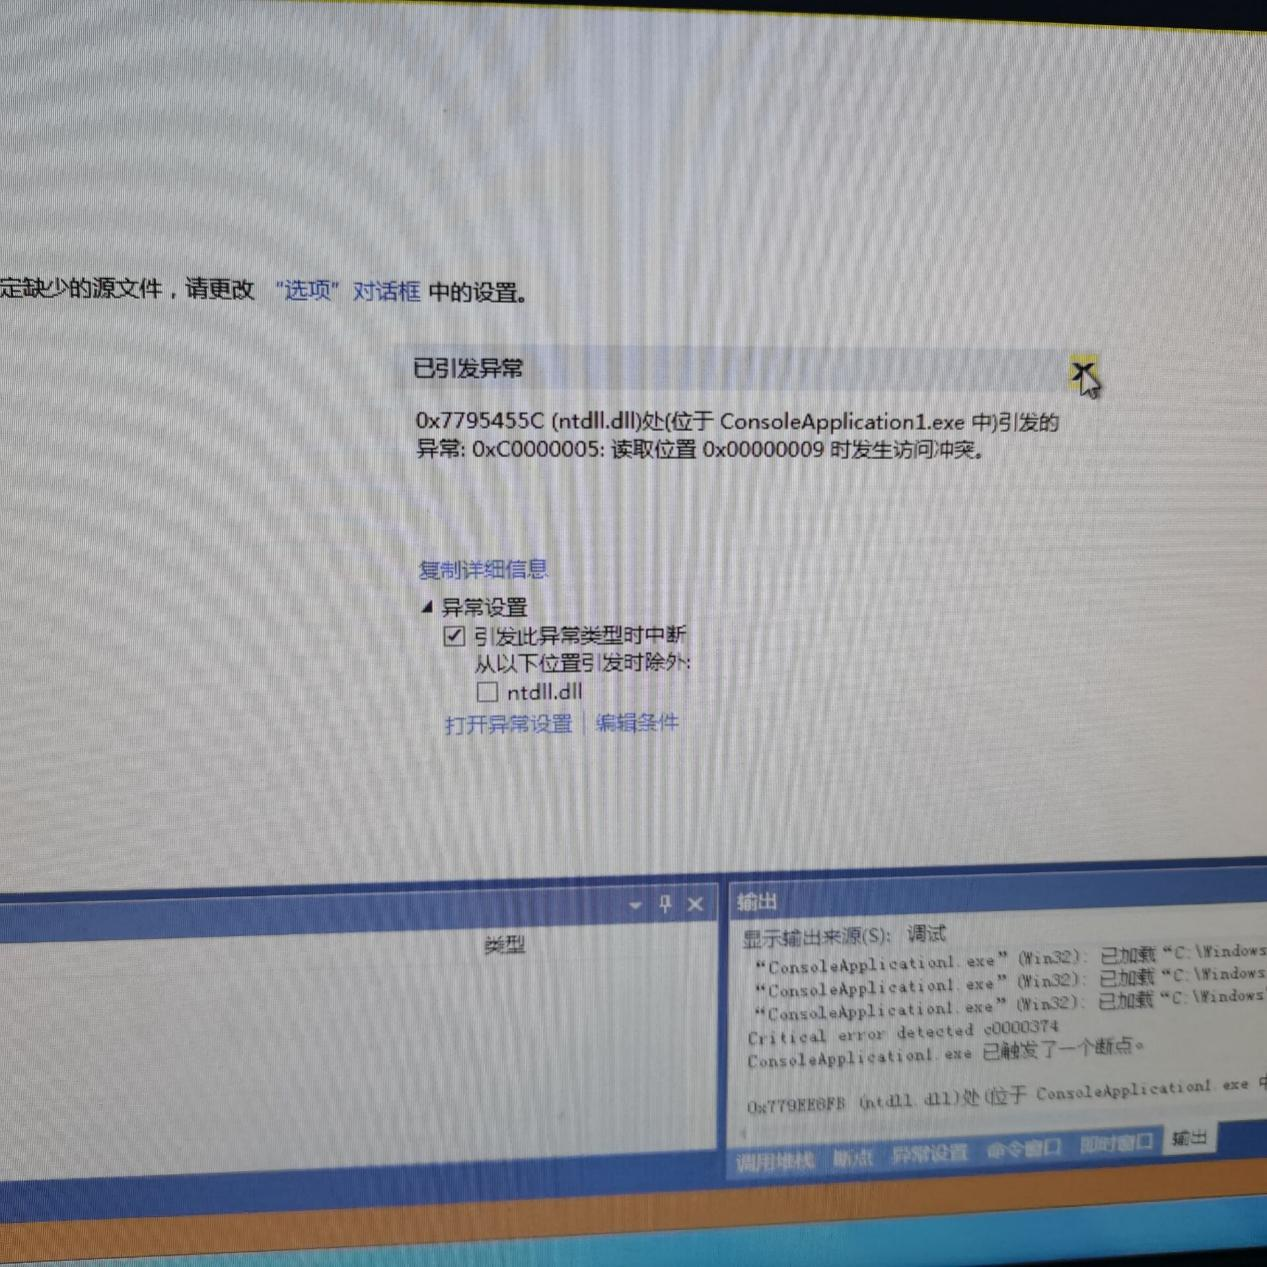 定缺少的源文件，请更改 “选项”对话框 中的设置。
已引发异常
0x7795455C (ntdll.dll)处(位于 ConsoleApplication1.exe 中)引发的
异常: 0xC0000005: 读取位置 0x00000009 时发生访问冲突。
复制详细信息
异常设置
引发此异常类型时中断
从以下位置引发时除外:
ntdll.dll
打开异常设置 | 编辑条件
类型
输出
显示输出来源(S): 调试
“ConsoleApplication1.exe” (Win32): 已加载“C:\Windows
“ConsoleApplication1.exe” (Win32): 已加载“C:\Windows
“ConsoleApplication1.exe” (Win32): 已加载“C:\Windows
Critical error detected c0000374
ConsoleApplication1.exe 已触发了一个断点。
(ntdll.dll)处(位于 ConsoleApplication1.exe 中
调用堆栈 断点 异常设置 命令窗口 即时窗口 输出